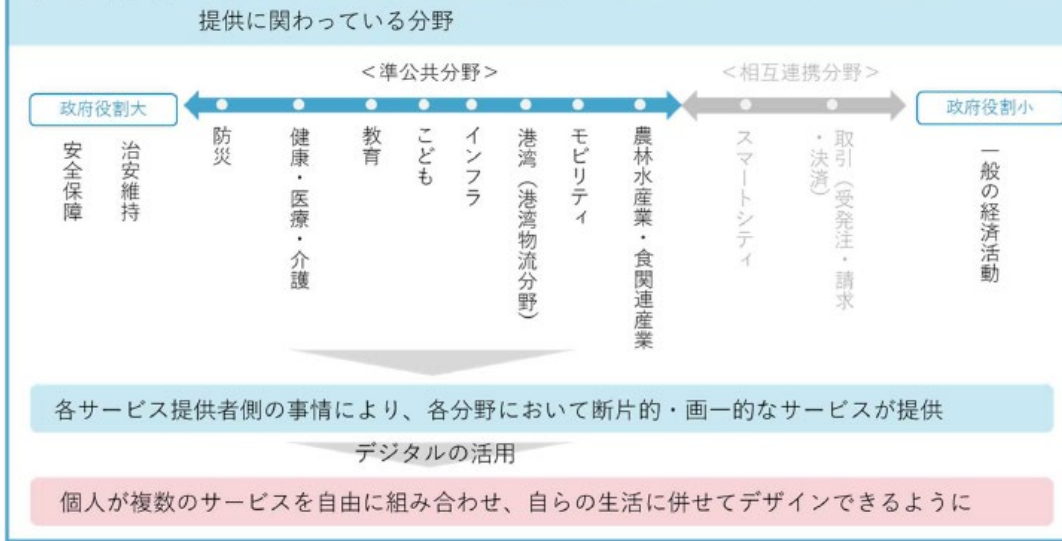 提供に関わっている分野
＜準公共分野＞
＜相互連携分野＞
政府役割大
政府役割小
安全保障
治安維持
防災
健康・医療・介護
教育
こども
インフラ
港湾（港湾物流分野）
モビリティ
農林水産業・食関連産業
スマートシティ
取引（受発注・請求
・決済）
一般の経済活動
各サービス提供者側の事情により、各分野において断片的・画一的なサービスが提供
デジタルの活用
個人が複数のサービスを自由に組み合わせ、自らの生活に併せてデザインできるように